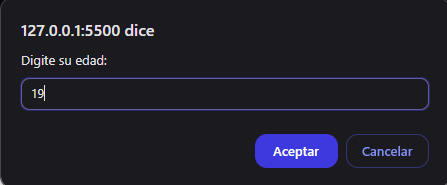 127.0.0.1:5500 dice
Digite su edad:
19
Aceptar Cancelar